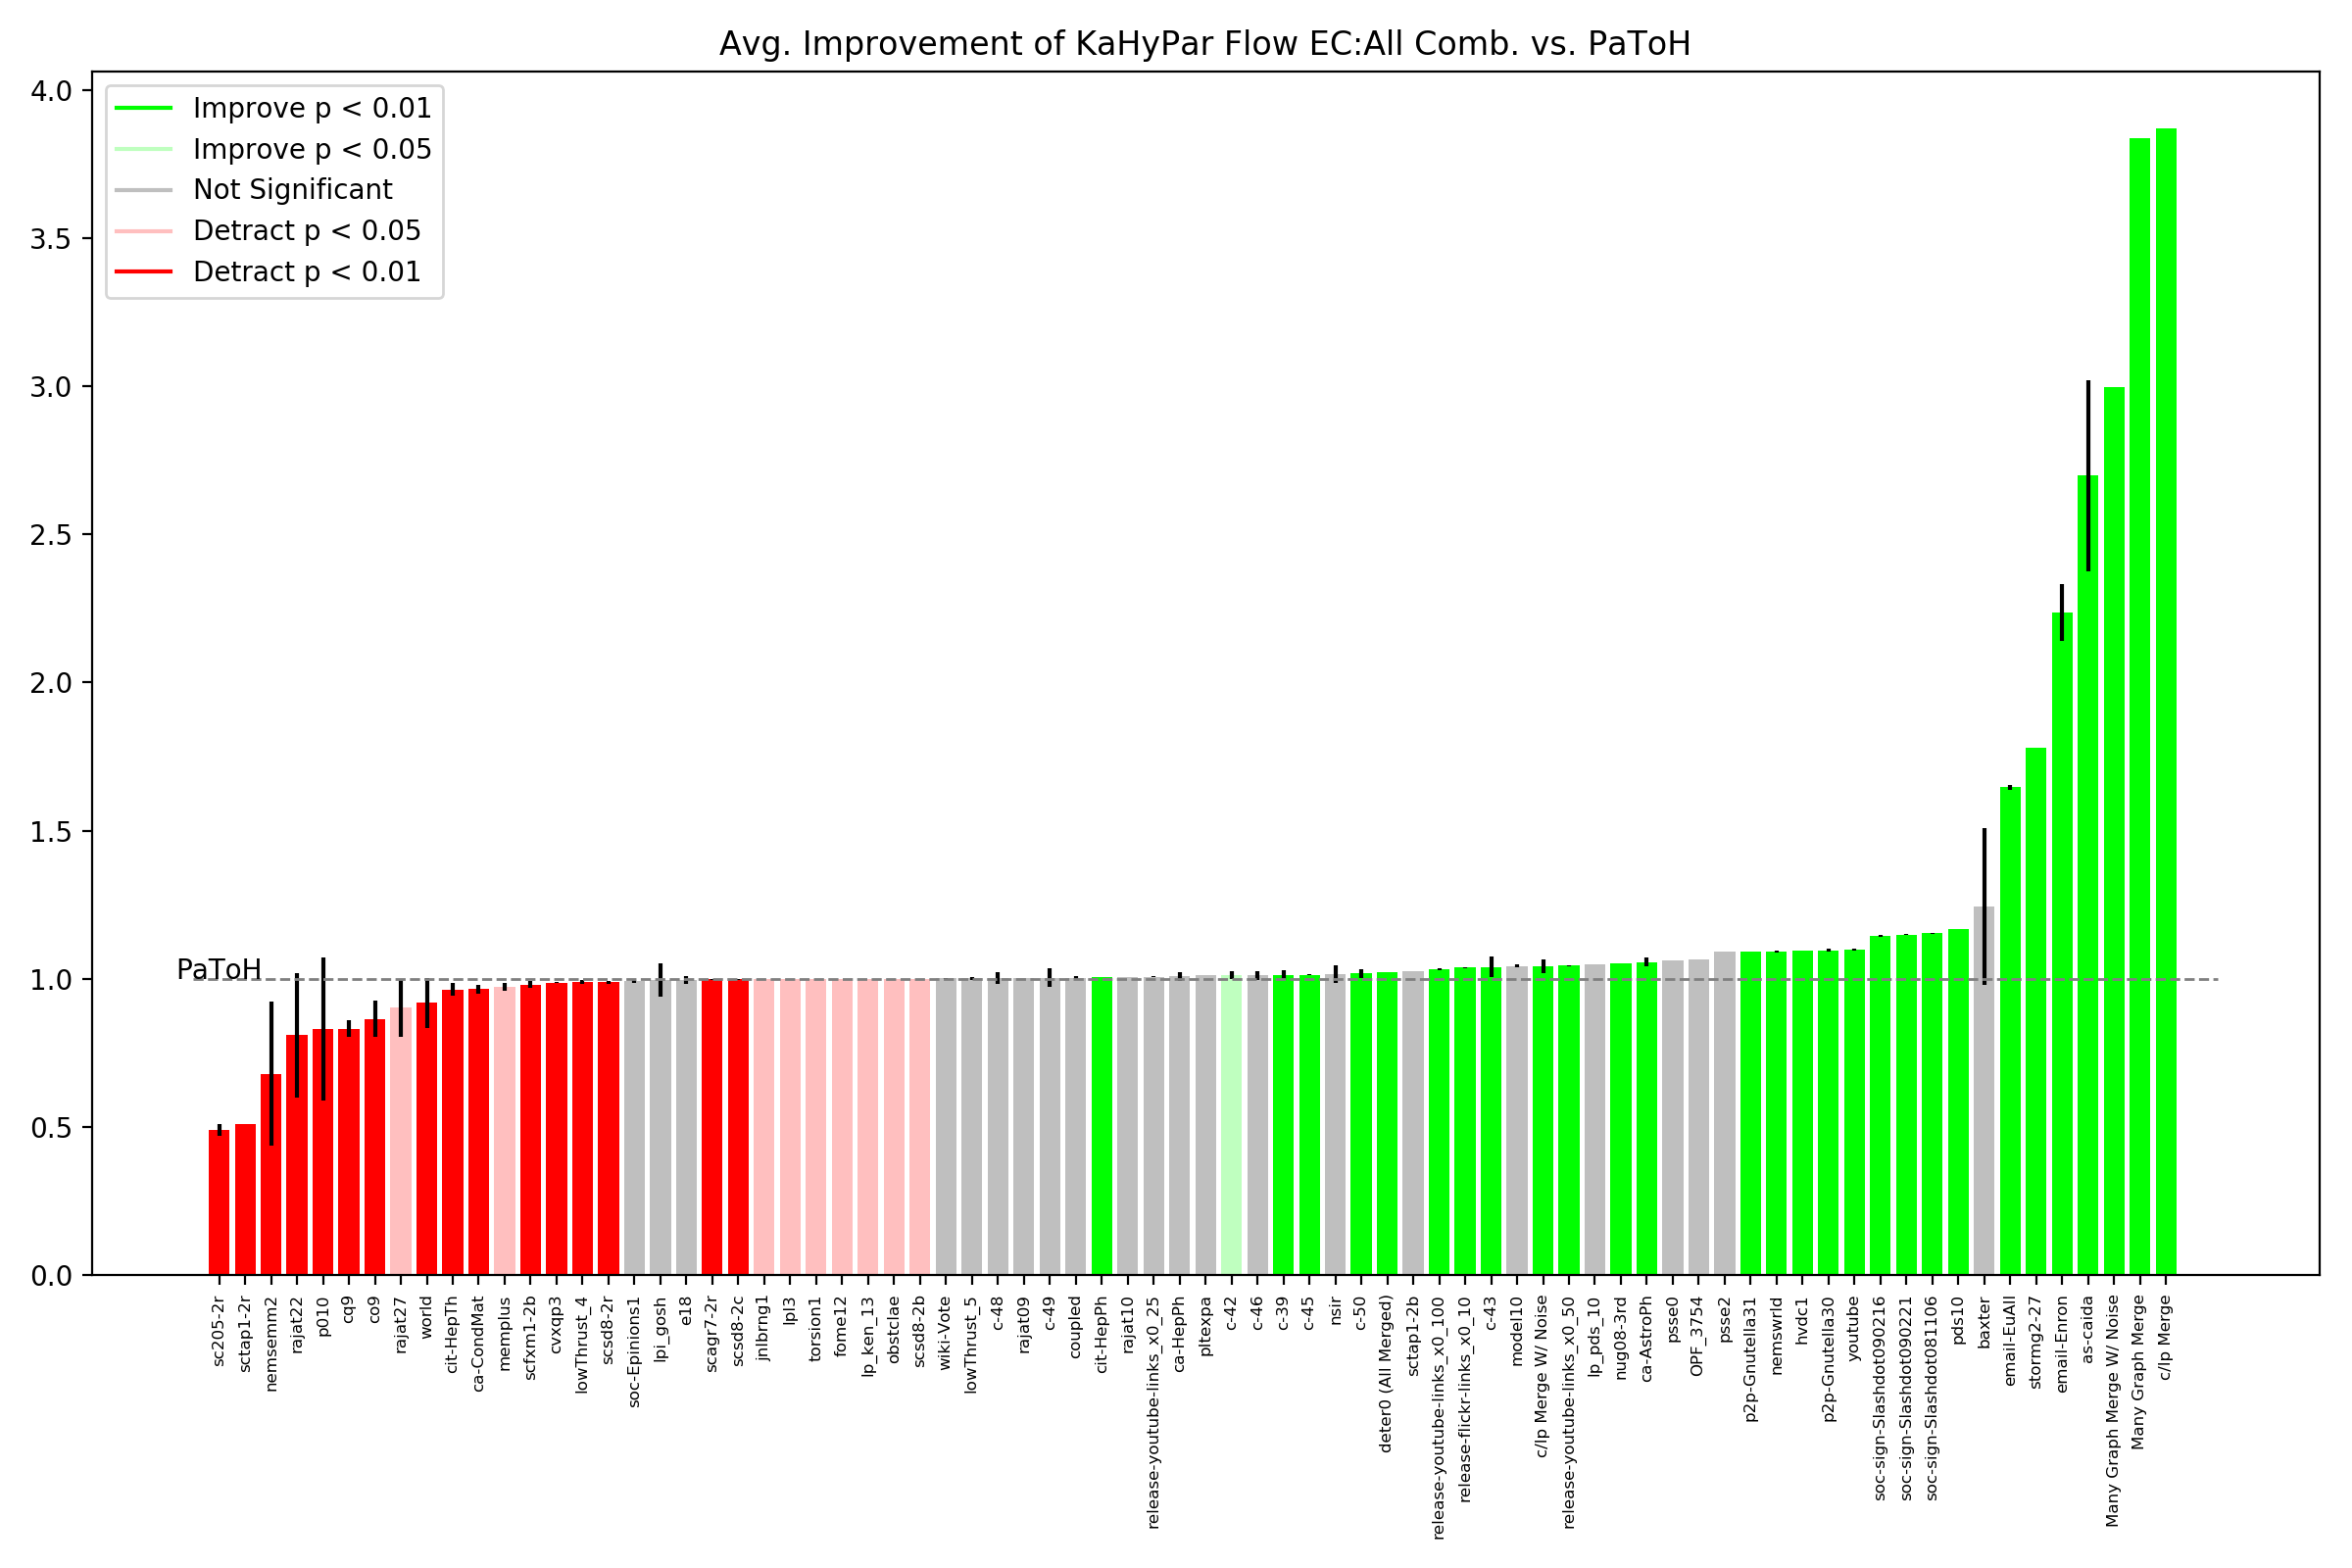 Avg. Improvement of KaHyPar Flow EC:All Comb. vs. PaToH
4.0
3.5
3.0
2.5
2.0
1.5
1.0
0.5
0.0
Improve p < 0.01
Improve p < 0.05
Not Significant
Detract p < 0.05
Detract p < 0.01
PaToH
sc205-2r
sctap1-2r
nemsemm2
rajat22
p010
cq9
co9
rajat27
world
cit-HepTh
ca-CondMat
memplus
scfxm1-2b
cvxqp3
lowThrust_4
scsd8-2r
soc-Epinions1
lpi_gosh
e18
scagr7-2r
scsd8-2c
jnlbrng1
lpl3
torsion1
fome12
lp_ken_13
obstclae
scsd8-2b
wiki-Vote
lowThrust_5
c-48
rajat09
c-49
coupled
cit-HepPh
rajat10
release-youtube-links_x0_25
ca-HepPh
pltexpa
c-42
c-46
c-39
c-45
nsir
c-50
deter0 (All Merged)
sctap1-2b
release-youtube-links_x0_100
release-flickr-links_x0_10
c-43
model10
c/lp Merge W/ Noise
release-youtube-links_x0_50
lp_pds_10
nug08-3rd
ca-AstroPh
psse0
OPF_3754
psse2
p2p-Gnutella31
nemswrld
hvdc1
p2p-Gnutella30
youtube
soc-sign-Slashdot090216
soc-sign-Slashdot090221
soc-sign-Slashdot081106
pds10
baxter
email-EuAll
stormg2-27
email-Enron
as-caida
Many Graph Merge W/ Noise
Many Graph Merge
c/lp Merge